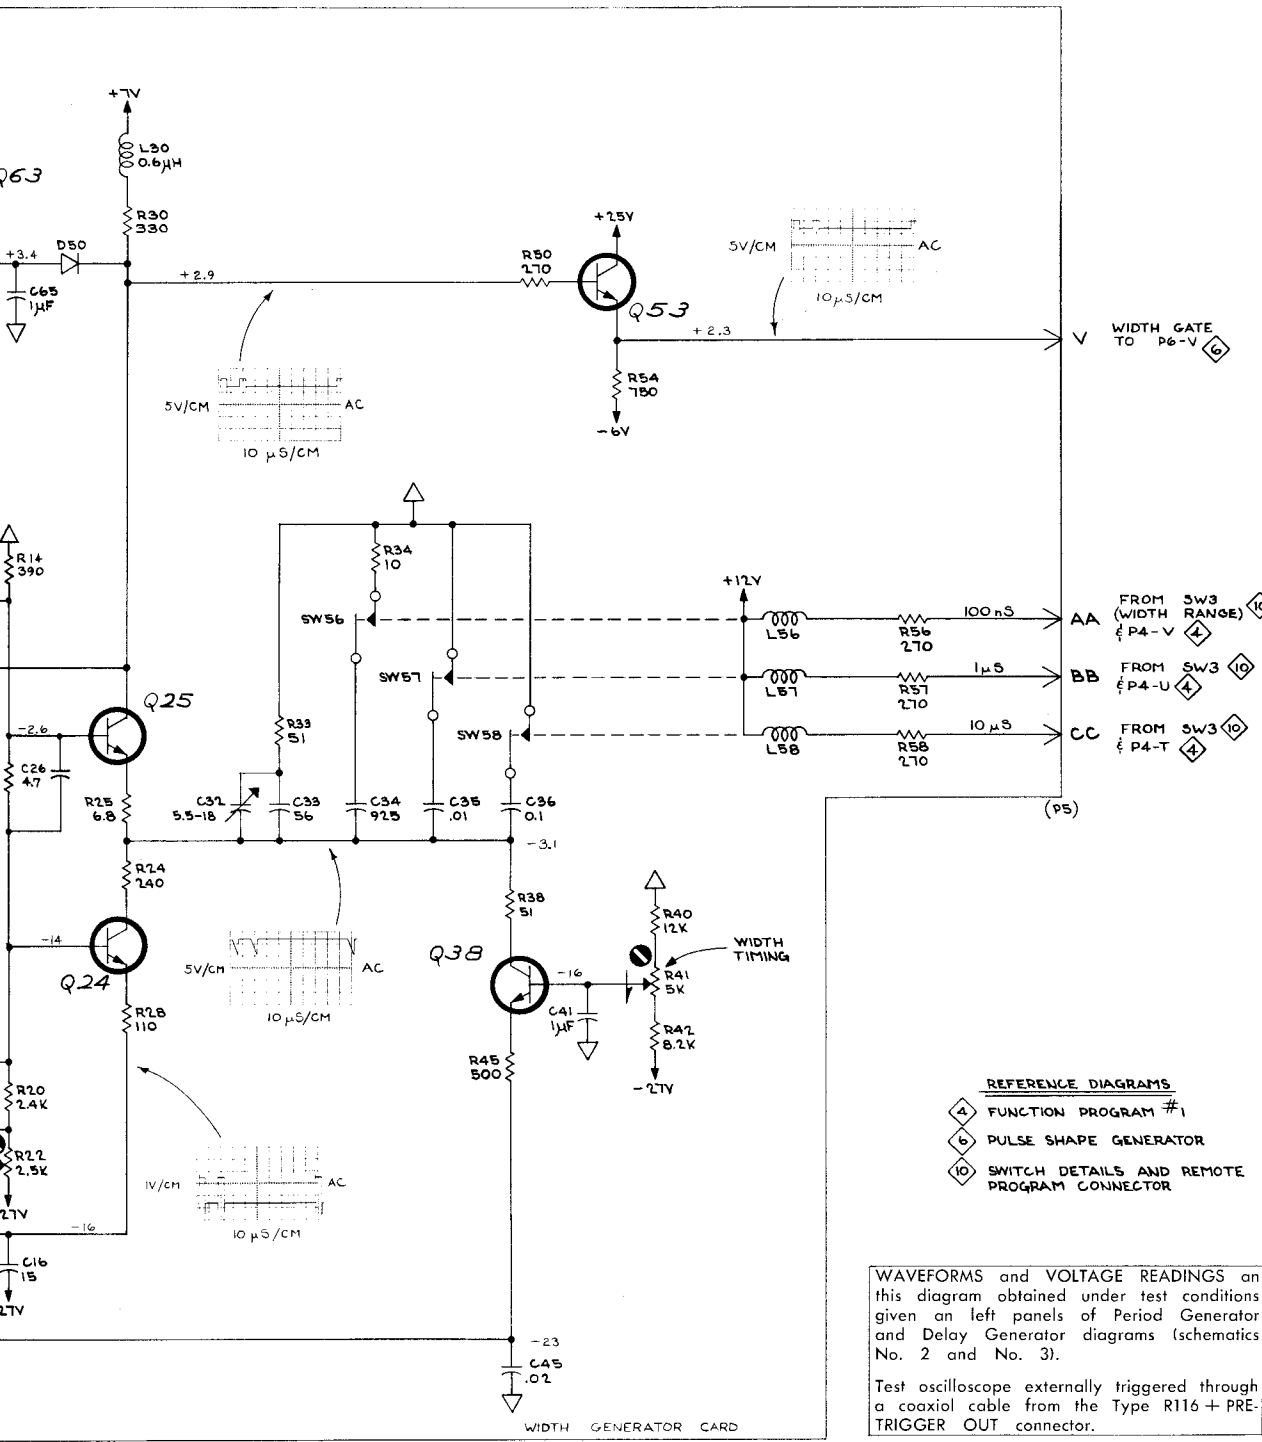 +7V
L30
0.6µH
Q63
R30
330
+3.4
D50
C65
1µF
+2.9
R50
270
+25V
Q53
+2.3
R54
750
-6V
5V/CM
AC
10µS/CM
V
WIDTH GATE
TO P6-V 6
5V/CM
AC
10 µS/CM
R14
390
R34
10
SW56
SW57
SW58
+12V
L56
R56
270
100nS
AA
FROM SW3
(WIDTH RANGE)
& P4-V 4
L57
R57
270
1µS
BB
FROM SW3 10
& P4-U 4
L58
R58
270
10µS
CC
FROM SW3 10
& P4-T 4
(P5)
Q25
-2.6
C26
4.7
R25
6.8
R33
51
C32
5.5-18
C33
56
C34
925
C35
.01
C36
0.1
-3.1
R24
240
-14
Q24
R28
110
5V/CM
AC
10µS/CM
R38
51
Q38
-16
C41
1µF
R40
12K
R41
5K
WIDTH
TIMING
R42
8.2K
-27V
R45
500
R20
2.4K
R22
2.5K
27V
-16
C16
15
27V
1V/CM
AC
10 µS/CM
-23
C45
.02
WIDTH GENERATOR CARD
REFERENCE DIAGRAMS
4 FUNCTION PROGRAM #1
6 PULSE SHAPE GENERATOR
10 SWITCH DETAILS AND REMOTE
PROGRAM CONNECTOR
WAVEFORMS and VOLTAGE READINGS an
this diagram obtained under test conditions
given an left panels of Period Generator
and Delay Generator diagrams (schematics
No. 2 and No. 3).
Test oscilloscope externally triggered through
a coaxiol cable from the Type R116 + PRE-
TRIGGER OUT connector.